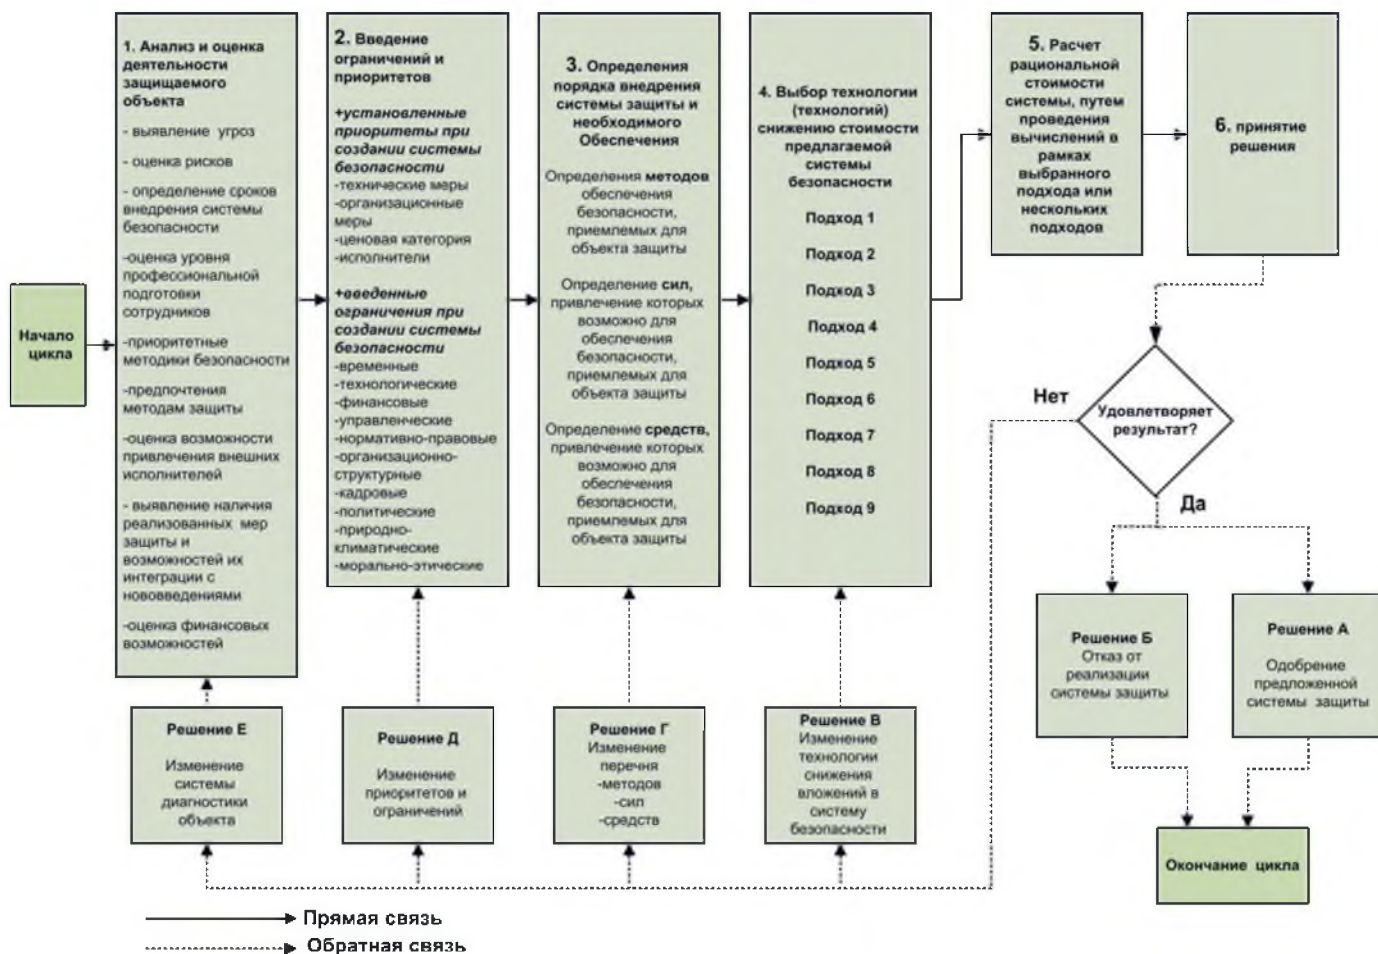 Начало
цикла
1. Анализ и оценка
деятельности
защищаемого
объекта
- выявление угроз
- оценка рисков
- определение сроков
внедрения системы
безопасности
-оценка уровня
профессиональной
подготовки
сотрудников
-приоритетные
методики безопасности
-предпочтения
методам защиты
-оценка возможности
привлечения внешних
исполнителей
- выявление наличия
реализованных мер
защиты и
возможностей их
интеграции с
нововведениями
-оценка финансовых
возможностей
2. Введение
ограничений и
приоритетов
+установленные
приоритеты при
создании системы
безопасности
-технические меры
-организационные
меры
-ценовая категория
-исполнители
+введенные
ограничения при
создании системы
безопасности
-временные
-технологические
-финансовые
-управленческие
-нормативно-правовые
-организационно-
структурные
-кадровые
-политические
-природно-
климатические
-морально-этические
3. Определения
порядка внедрения
системы защиты и
необходимого
Обеспечения
Определения методов
обеспечения
безопасности,
приемлемых для
объекта защиты
Определение сил,
привлечение которых
возможно для
обеспечения
безопасности,
приемлемых для
объекта защиты
Определение средств,
привлечение которых
возможно для
обеспечения
безопасности,
приемлемых для
объекта защиты
4. Выбор технологии
(технологий)
снижению стоимости
предлагаемой
системы
безопасности
Подход 1
Подход 2
Подход 3
Подход 4
Подход 5
Подход 6
Подход 7
Подход 8
Подход 9
5. Расчет
рациональной
стоимости
системы, путем
проведения
вычислений в
рамках
выбранного
подхода или
нескольких
подходов
6. принятие
решения
Удовлетворяет
результат?
Нет
Да
Решение Б
Отказ от
реализации
системы защиты
Решение А
Одобрение
предложенной
системы защиты
Окончание цикла
Решение Е
Изменение
системы
диагностики
объекта
Решение Д
Изменение
приоритетов и
ограничений
Решение Г
Изменение
перечня
-методов
-сил
-средств
Решение В
Изменение
технологии
снижения
вложений в
систему
безопасности
Прямая связь
Обратная связь